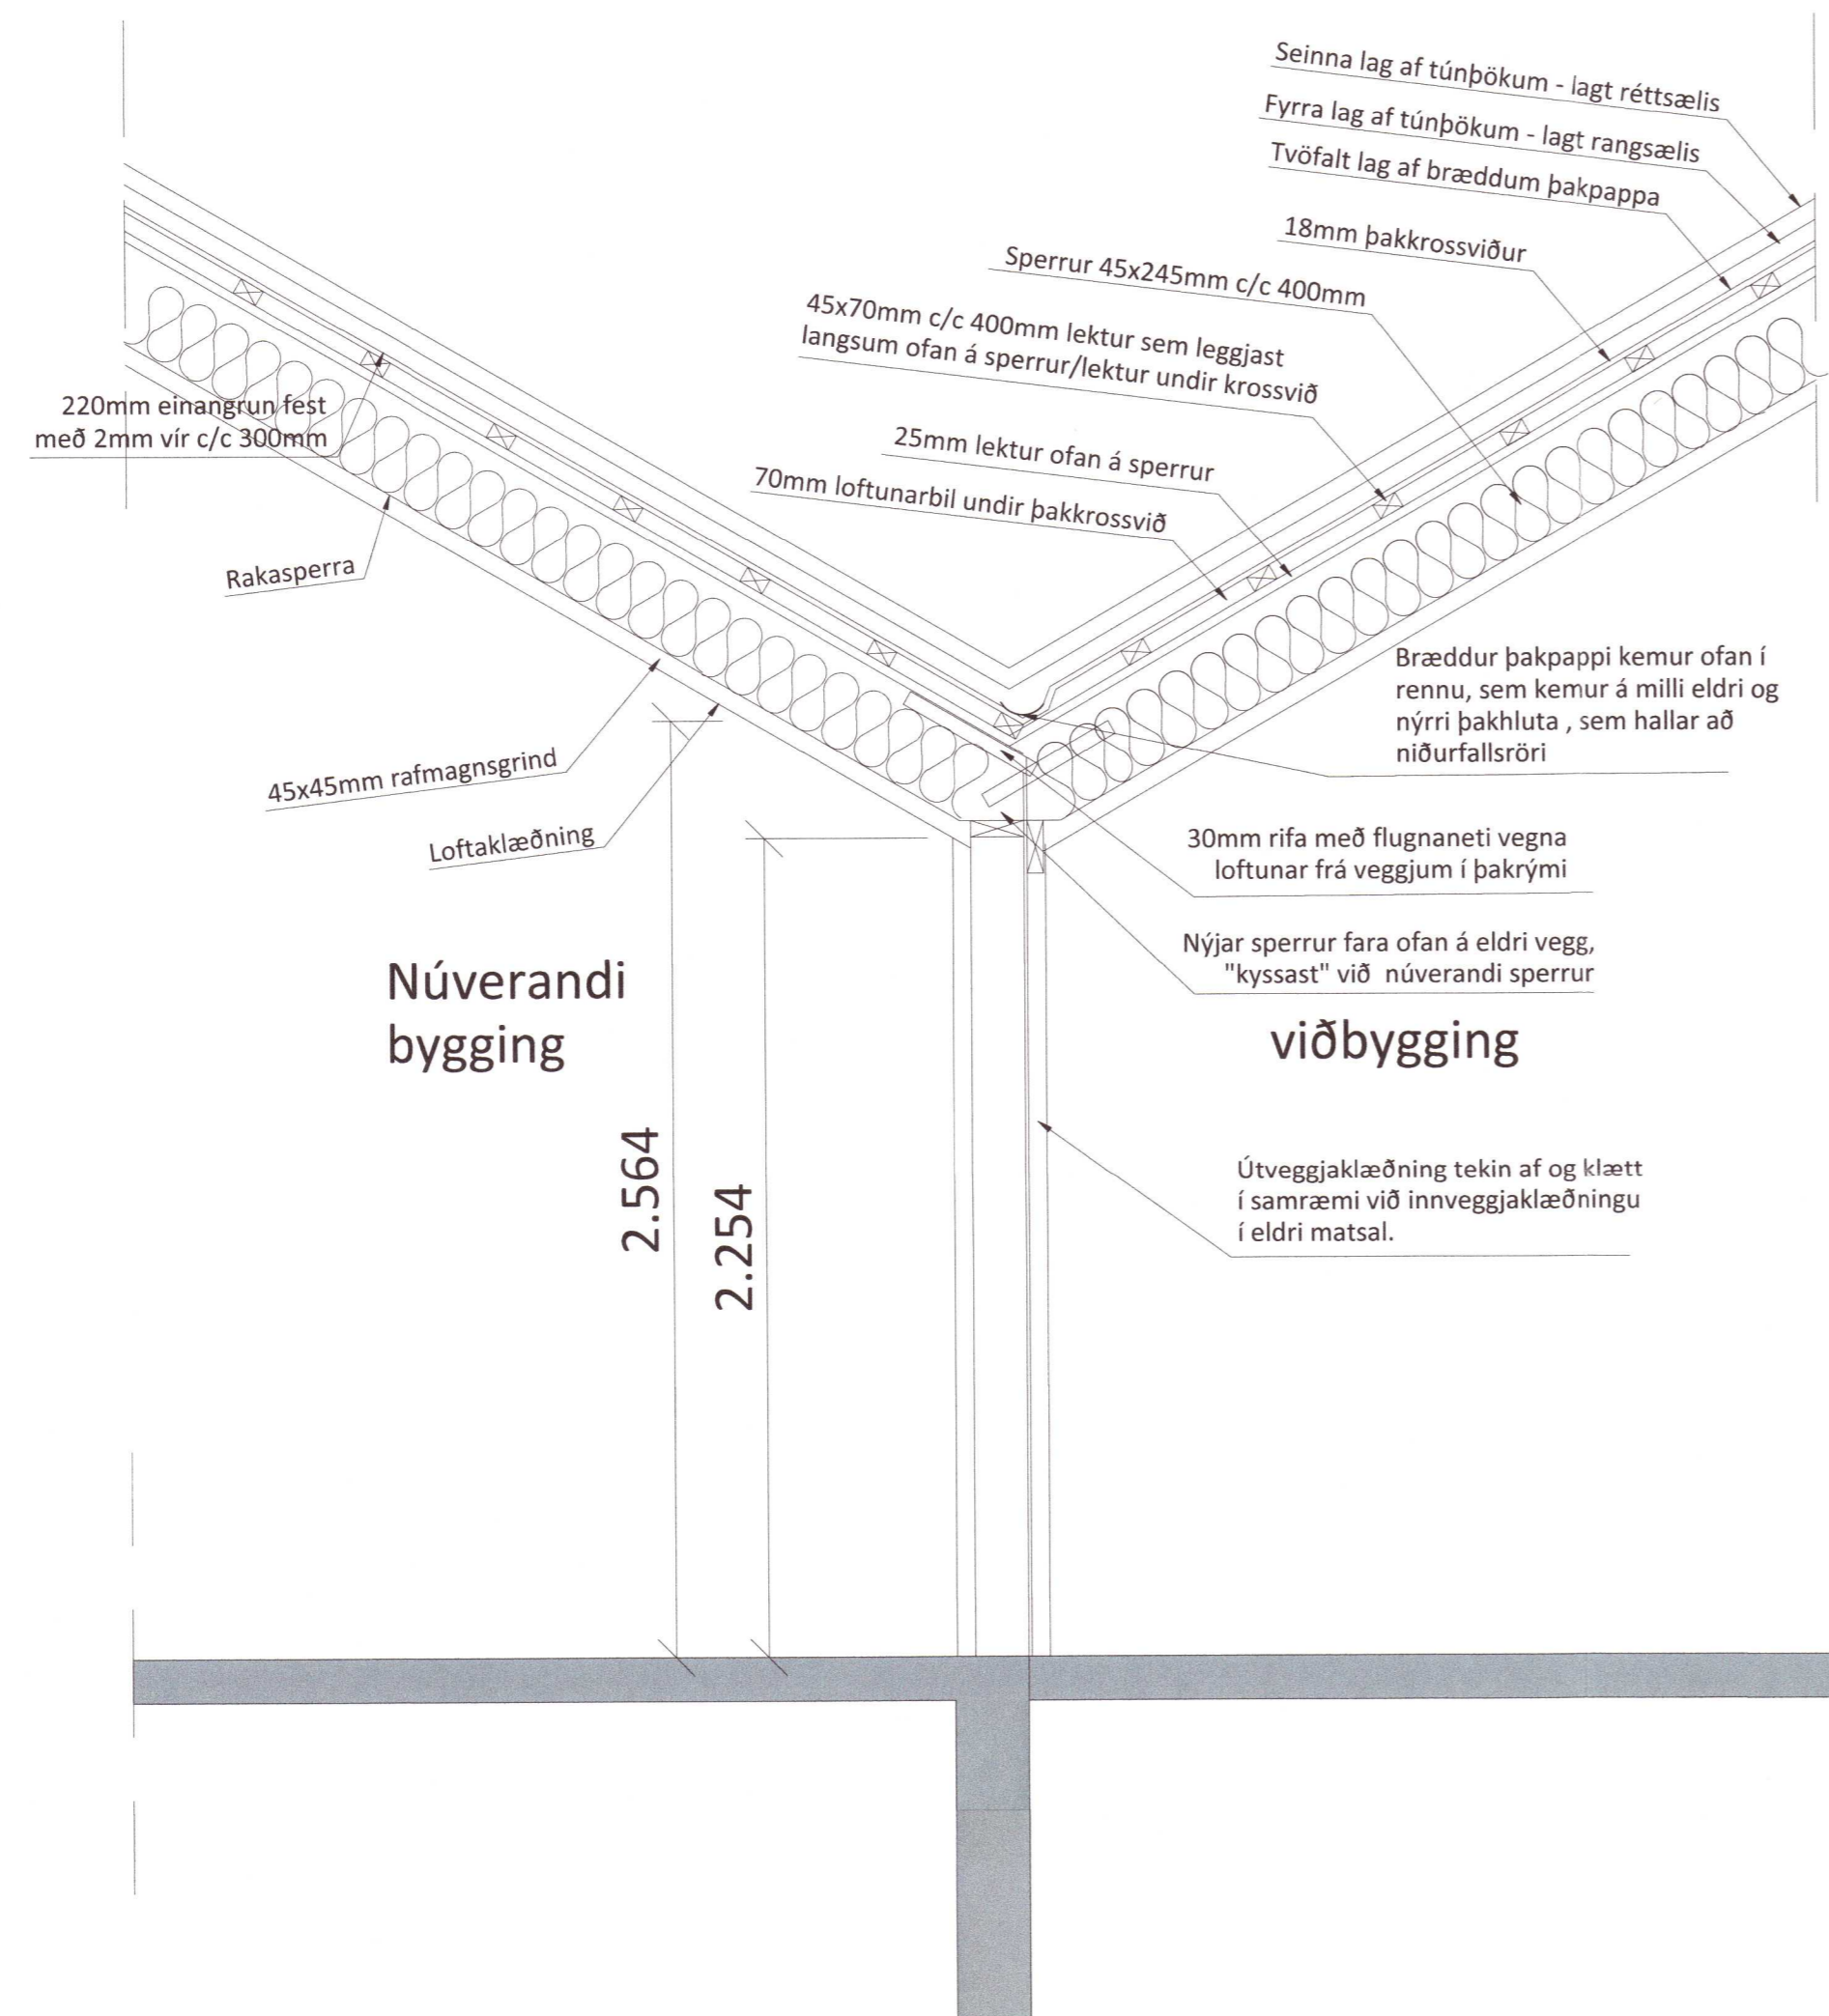 Seinna lag af túnþökum - lagt réttsælis
Fyrra lag af túnþökum - lagt rangsælis
Tvöfalt lag af bræddum þakpappa
18mm þakkrossviður
Sperrur 45x245mm c/c 400mm
45x70mm c/c 400mm lektur sem leggjast
langsum ofan á sperrur/lektur undir krossvið
25mm lektur ofan á sperrur
70mm loftunarbil undir þakkrossvið
220mm einangrun fest
með 2mm vír c/c 300mm
Rakasperra
45x45mm rafmagnsgrind
Loftaklæðning
Bræddur þakpappi kemur ofan í
rennu, sem kemur á milli eldri og
nýrri þakhluta , sem hallar að
niðurfallsröri
30mm rifa með flugnaneti vegna
loftunar frá veggjum í þakrými
Nýjar sperrur fara ofan á eldri vegg,
"kyssast" við  núverandi sperrur
Núverandi
bygging
viðbygging
2.564
2.254
Útveggjaklæðning tekin af og klætt
í samræmi við innveggjaklæðningu
í eldri matsal.